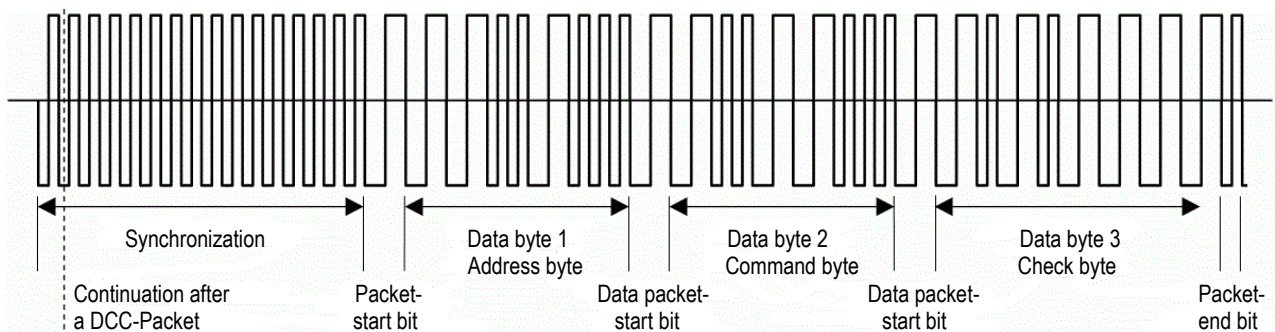 Synchronization
Data byte 1
Address byte
Data byte 2
Command byte
Data byte 3
Check byte
Continuation after
a DCC-Packet
Packet-
start bit
Data packet-
start bit
Data packet-
start bit
Packet-
end bit